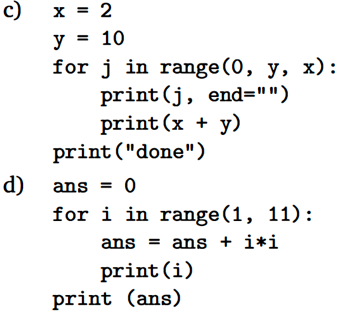 c) x = 2
y = 10
for j in range(0, y, x):
    print(j, end="")
    print(x + y)
print("done")
d) ans = 0
for i in range(1, 11):
    ans = ans + i*i
    print(i)
print (ans)